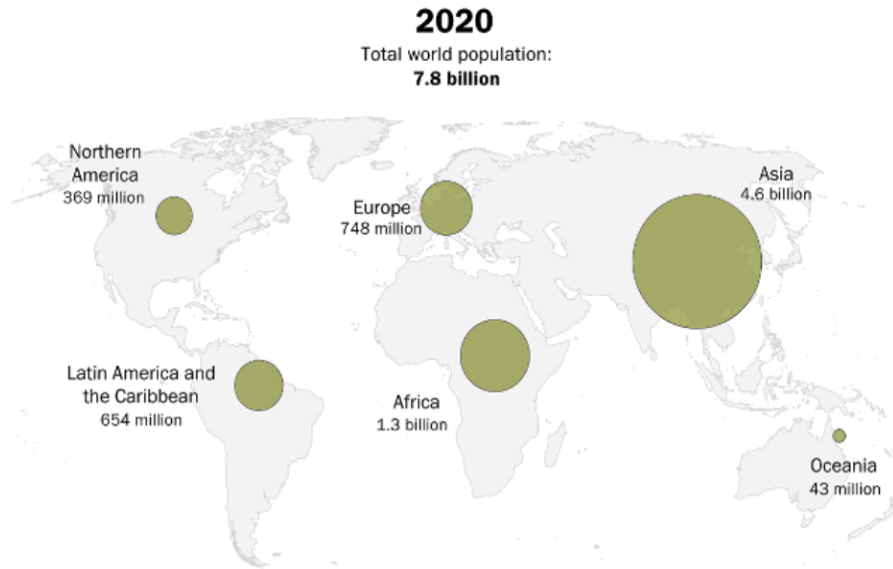 2020
Total world population:
7.8 billion
Northern
America
369 million
Europe
748 million
Asia
4.6 billion
Latin America and
the Caribbean
654 million
Africa
1.3 billion
Oceania
43 million